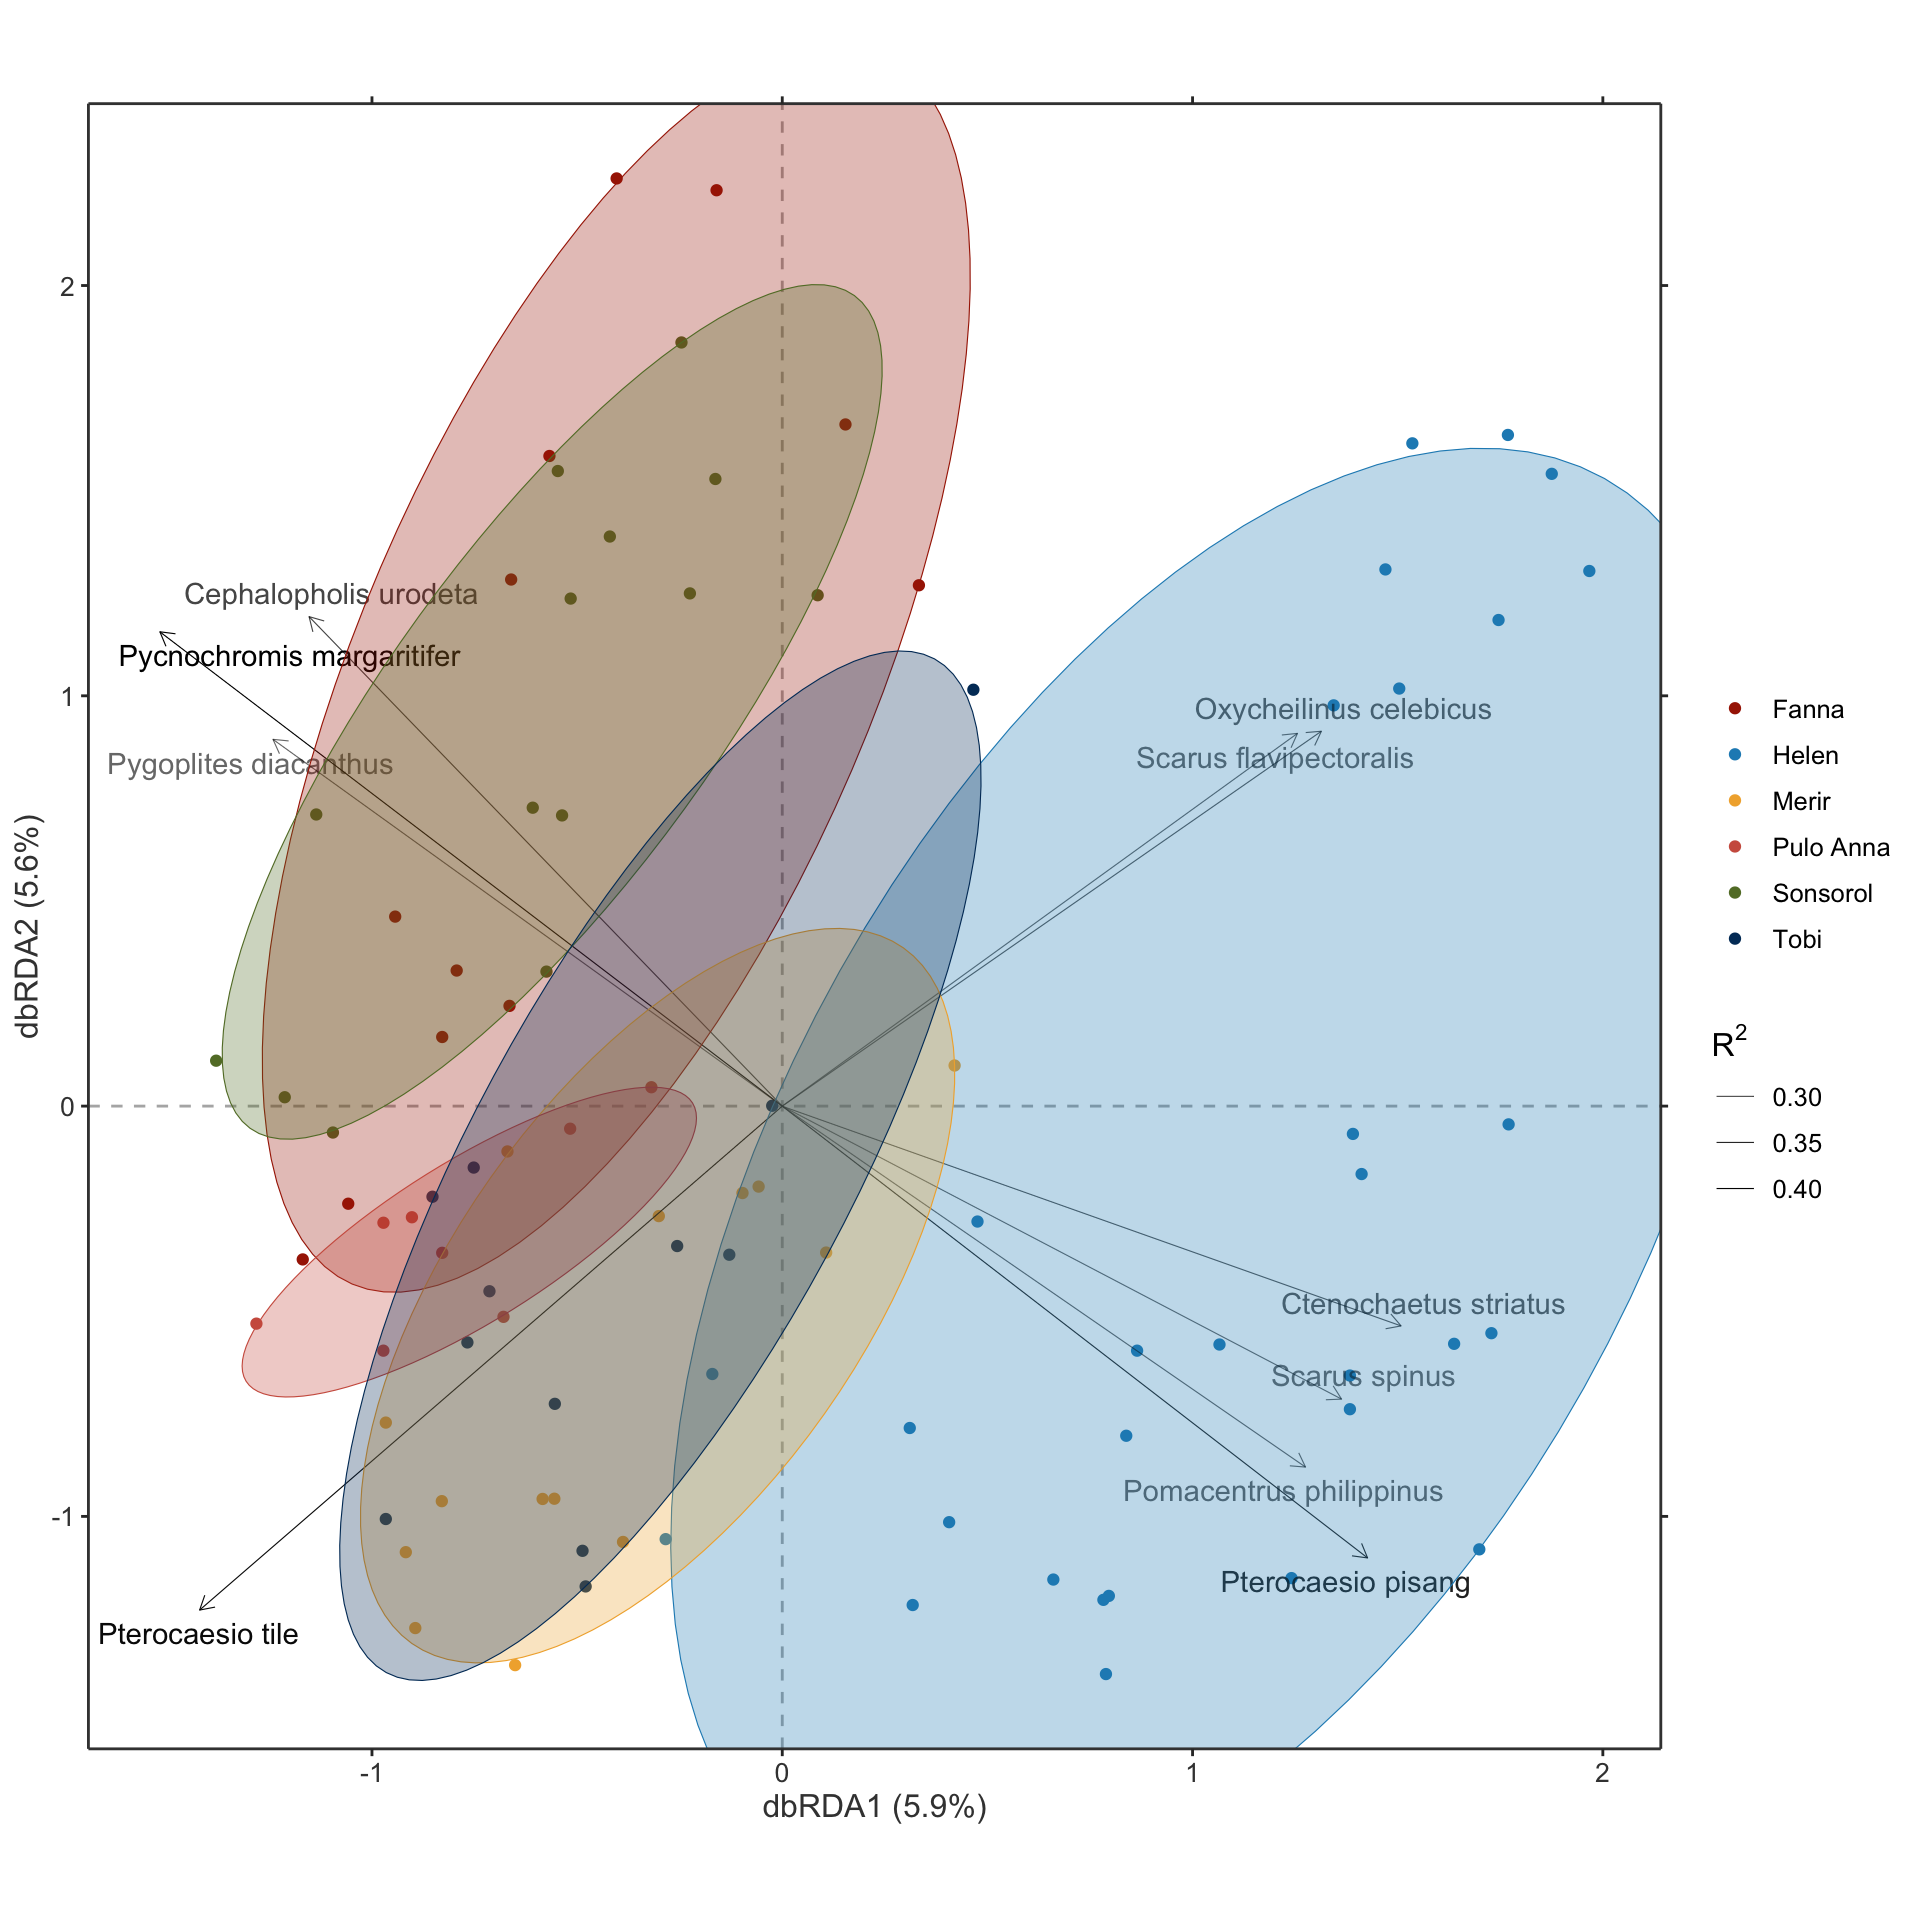 Cephalopholis urodeta
Pycnochromis margaritifer
Pygoplites diacanthus
Oxycheilinus celebicus
Scarus flavipectoralis
Ctenochaetus striatus
Scarus spinus
Pomacentrus philippinus
Pterocaesio pisang
Pterocaesio tile
2
1
0
-1
dbRDA2 (5.6%)
-1
0
1
2
dbRDA1 (5.9%)
Fanna
Helen
Merir
Pulo Anna
Sonsorol
Tobi
R²
0.30
0.35
0.40